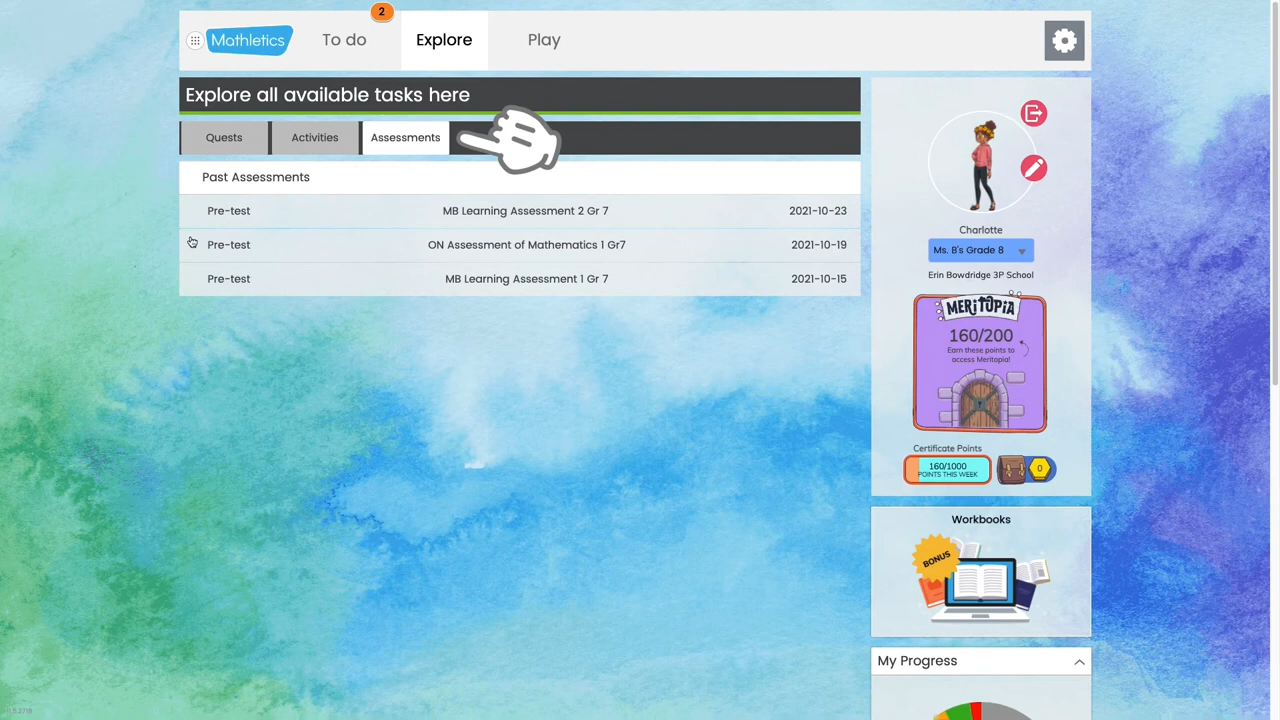 2
Mathletics
To do
Explore
Play
Explore all available tasks here
Quests
Activities
Assessments
Past Assessments
Pre-test MB Learning Assessment 2 Gr 7 2021-10-23
Pre-test ON Assessment of Mathematics 1 Gr7 2021-10-19
Pre-test MB Learning Assessment 1 Gr 7 2021-10-15
Charlotte
Ms. B's Grade 8
Erin Bowdridge 3P School
MERITOPIA
160/200
Earn these points to
access Meritopia!
Certificate Points
160/1000
POINTS THIS WEEK
0
Workbooks
BONUS
My Progress